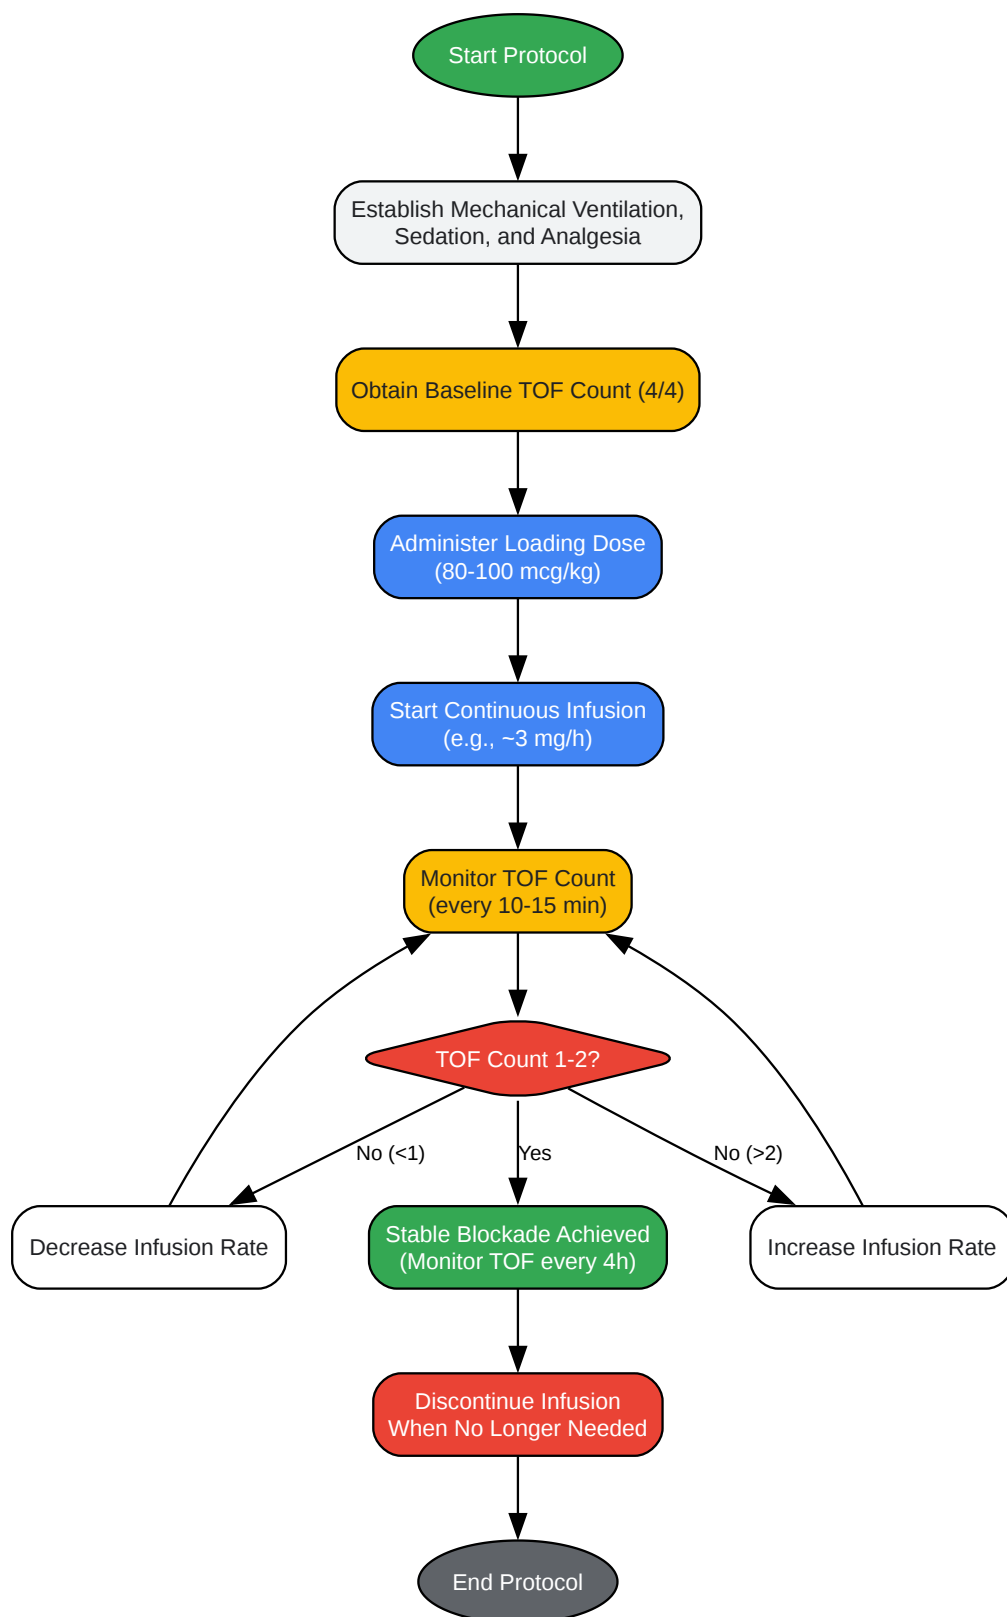 Start Protocol
Establish Mechanical Ventilation,
Sedation, and Analgesia
Obtain Baseline TOF Count (4/4)
Administer Loading Dose
(80-100 mcg/kg)
Start Continuous Infusion
(e.g., ~3 mg/h)
Monitor TOF Count
(every 10-15 min)
TOF Count 1-2?
No (<1)
Yes
No (>2)
Decrease Infusion Rate
Stable Blockade Achieved
(Monitor TOF every 4h)
Increase Infusion Rate
Discontinue Infusion
When No Longer Needed
End Protocol